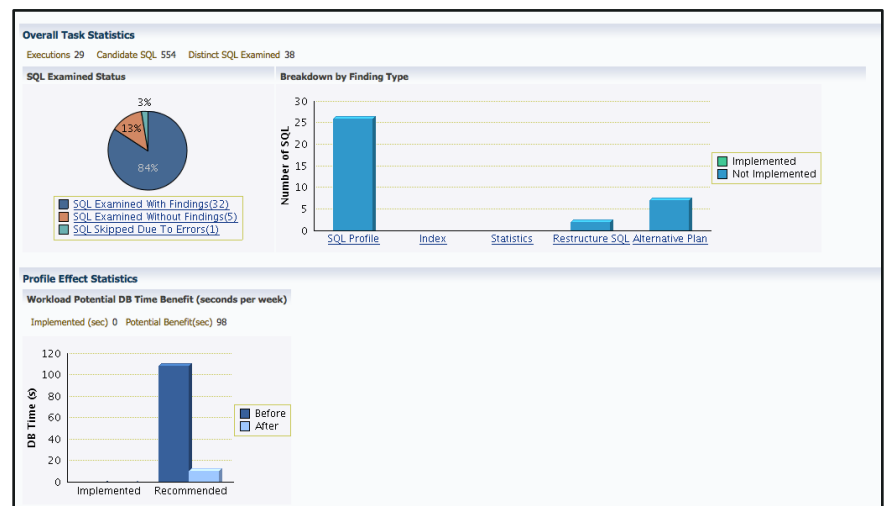 Overall Task Statistics
Executions 29 Candidate SQL 554 Distinct SQL Examined 38
SQL Examined Status
3%
13%
84%
SQL Examined With Findings(32)
SQL Examined Without Findings(5)
SQL Skipped Due To Errors(1)
Breakdown by Finding Type
Number of SQL
30
25
20
15
10
5
0
SQL Profile Index Statistics Restructure SQL Alternative Plan
Implemented
Not Implemented
Profile Effect Statistics
Workload Potential DB Time Benefit (seconds per week)
Implemented (sec) 0 Potential Benefit(sec) 98
DB Time (s)
120
100
80
60
40
20
0
Implemented Recommended
Before
After